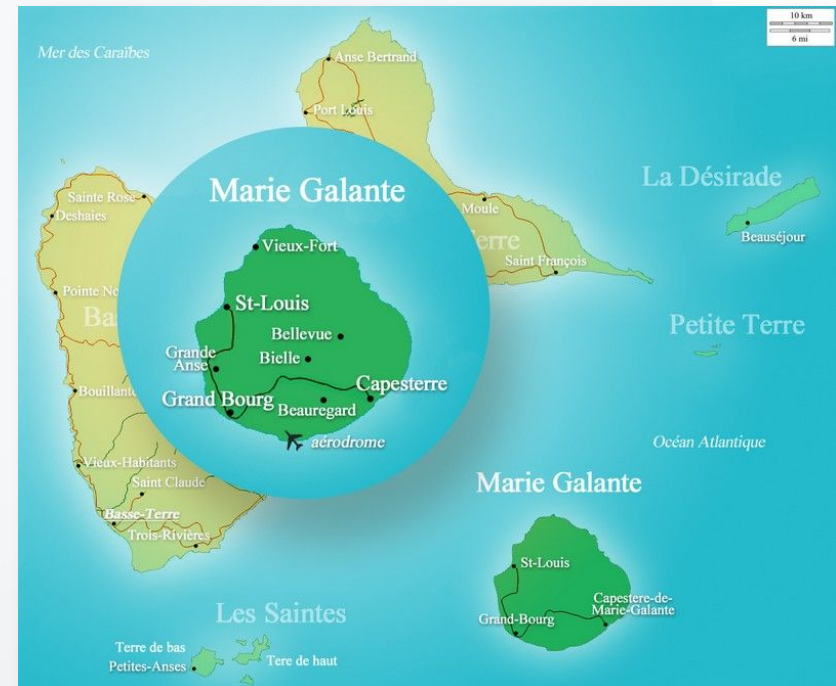 10 km
6 mi
Mer des Caraïbes
Anse Bertrand
Port Louis
Marie Galante
La Désirade
Sainte Rose
Deshaies
Moule
Beauséjour
Vieux-Fort
Saint François
St-Louis
Petite Terre
Bellevue
Grande
Anse
Bielle
Capesterre
Bouillante
Grand Bourg
Beauregard
aérodrome
Océan Atlantique
Vieux-Habitants
Saint Claude
Marie Galante
Basse-Terre
Trois-Rivières
St-Louis
Capestere-de-
Marie-Galante
Grand-Bourg
Les Saintes
Terre de bas
Petites-Anses
Tere de haut